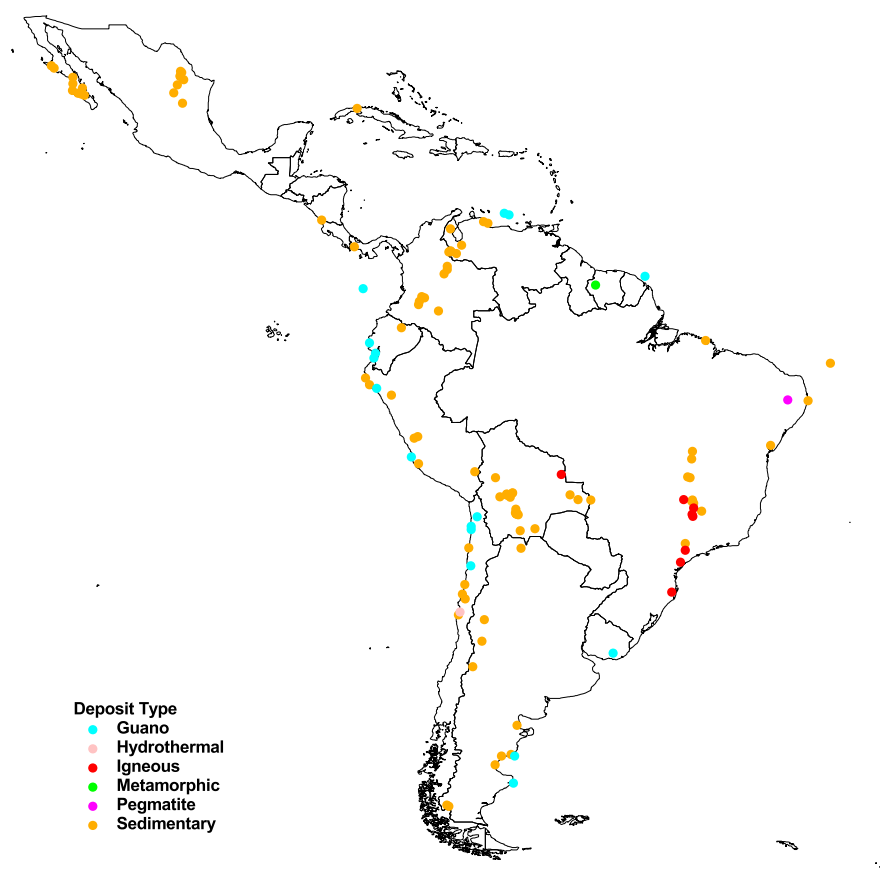 Deposit Type
Guano
Hydrothermal
Igneous
Metamorphic
Pegmatite
Sedimentary